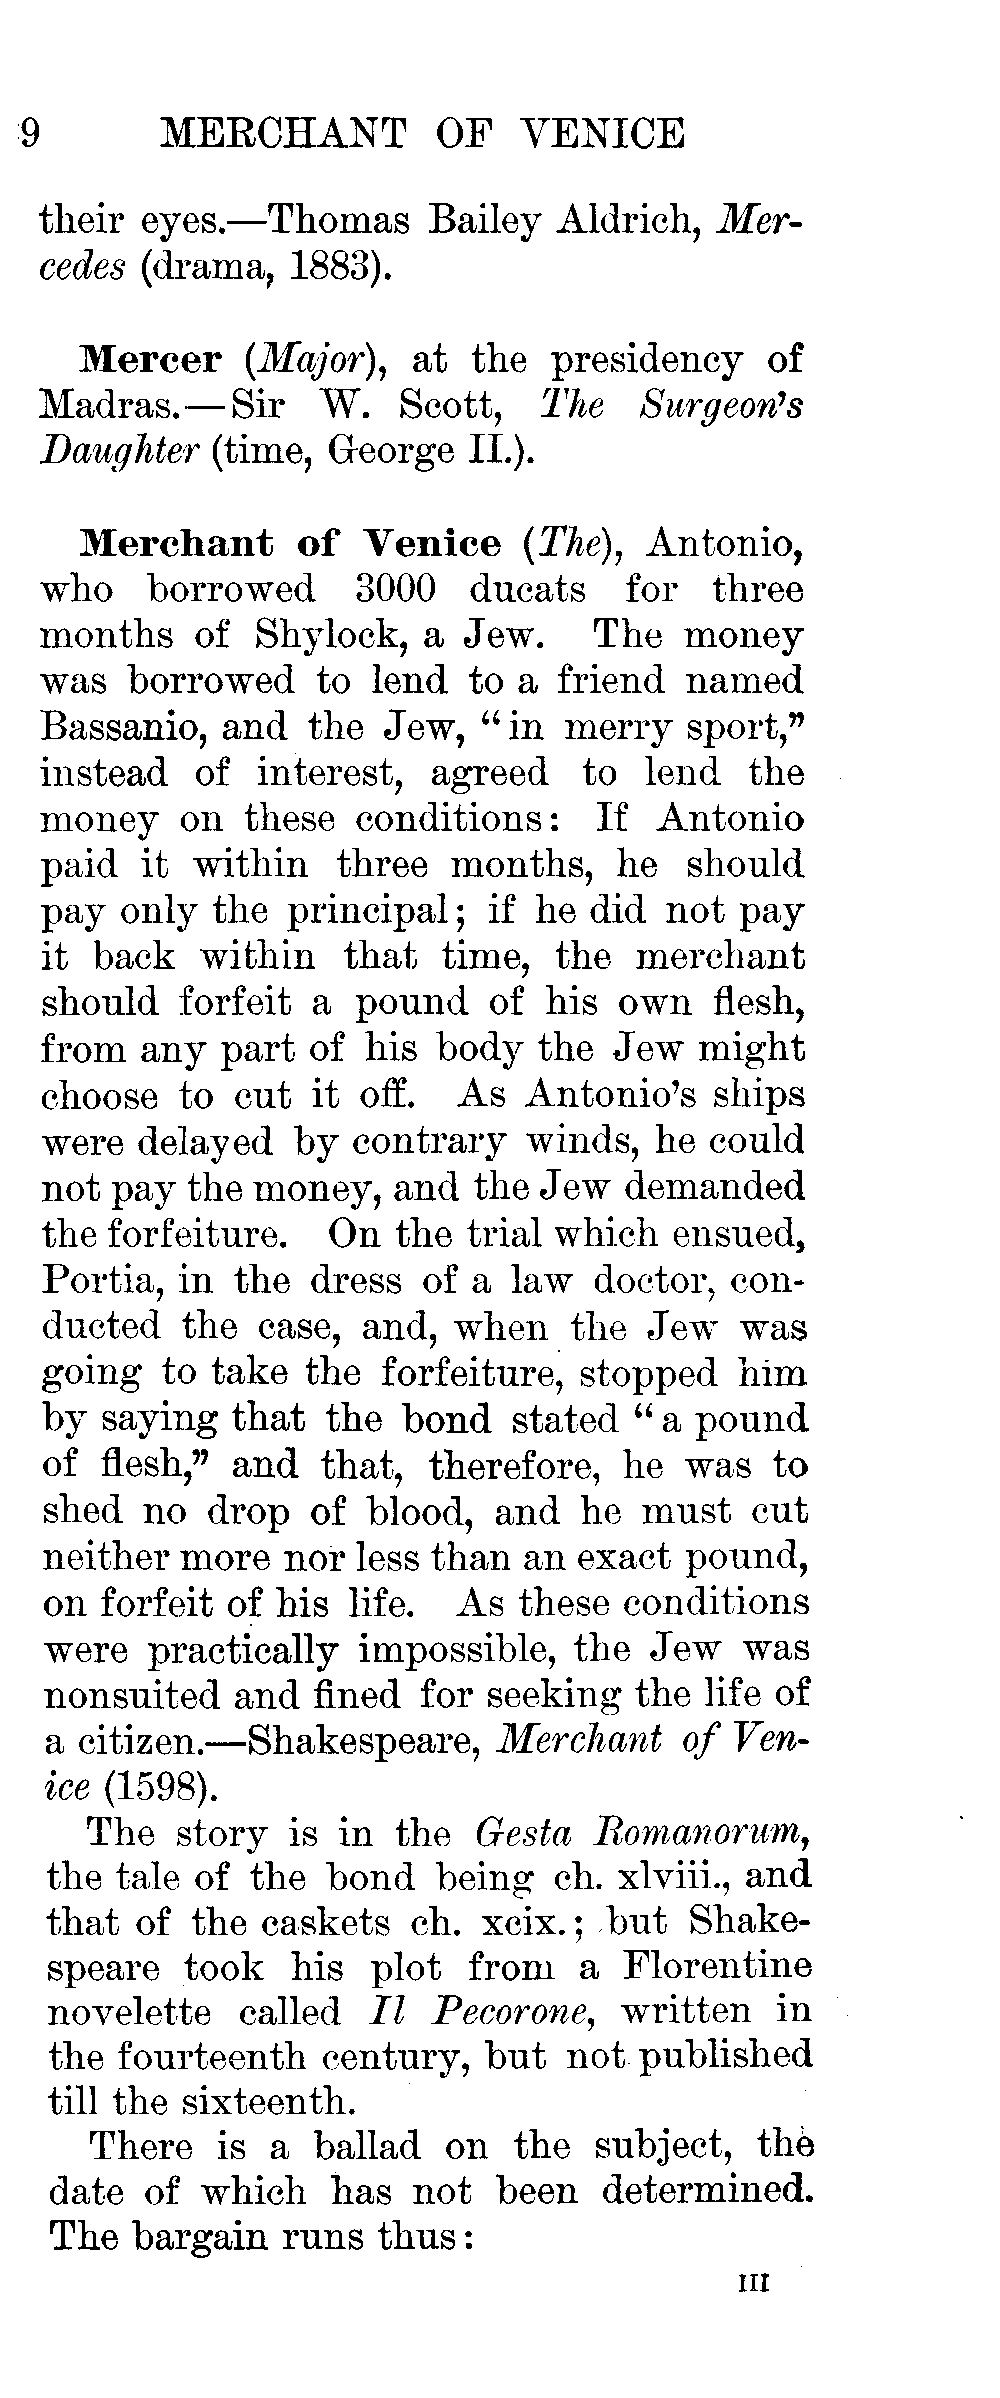 9 MERCHANT OF VENICE
their eyes.—Thomas Bailey Aldrich, Mer-
cedes (drama, 1883).
Mercer (Major), at the presidency of
Madras.—Sir W. Scott, The Surgeon's
Daughter (time, George II.).
Merchant of Venice (The), Antonio,
who borrowed 3000 ducats for three
months of Shylock, a Jew. The money
was borrowed to lend to a friend named
Bassanio, and the Jew, “in merry sport,”
instead of interest, agreed to lend the
money on these conditions: If Antonio
paid it within three months, he should
pay only the principal; if he did not pay
it back within that time, the merchant
should forfeit a pound of his own flesh,
from any part of his body the Jew might
choose to cut it off. As Antonio's ships
were delayed by contrary winds, he could
not pay the money, and the Jew demanded
the forfeiture. On the trial which ensued,
Portia, in the dress of a law doctor, con-
ducted the case, and, when the Jew was
going to take the forfeiture, stopped him
by saying that the bond stated “a pound
of flesh,” and that, therefore, he was to
shed no drop of blood, and he must cut
neither more nor less than an exact pound,
on forfeit of his life. As these conditions
were practically impossible, the Jew was
nonsuited and fined for seeking the life of
a citizen.—Shakespeare, Merchant of Ven-
ice (1598).
The story is in the Gesta Romanorum,
the tale of the bond being ch. xlviii., and
that of the caskets ch. xcix.; but Shake-
speare took his plot from a Florentine
novelette called Il Pecorone, written in
the fourteenth century, but not published
till the sixteenth.
There is a ballad on the subject, the
date of which has not been determined.
The bargain runs thus:
III